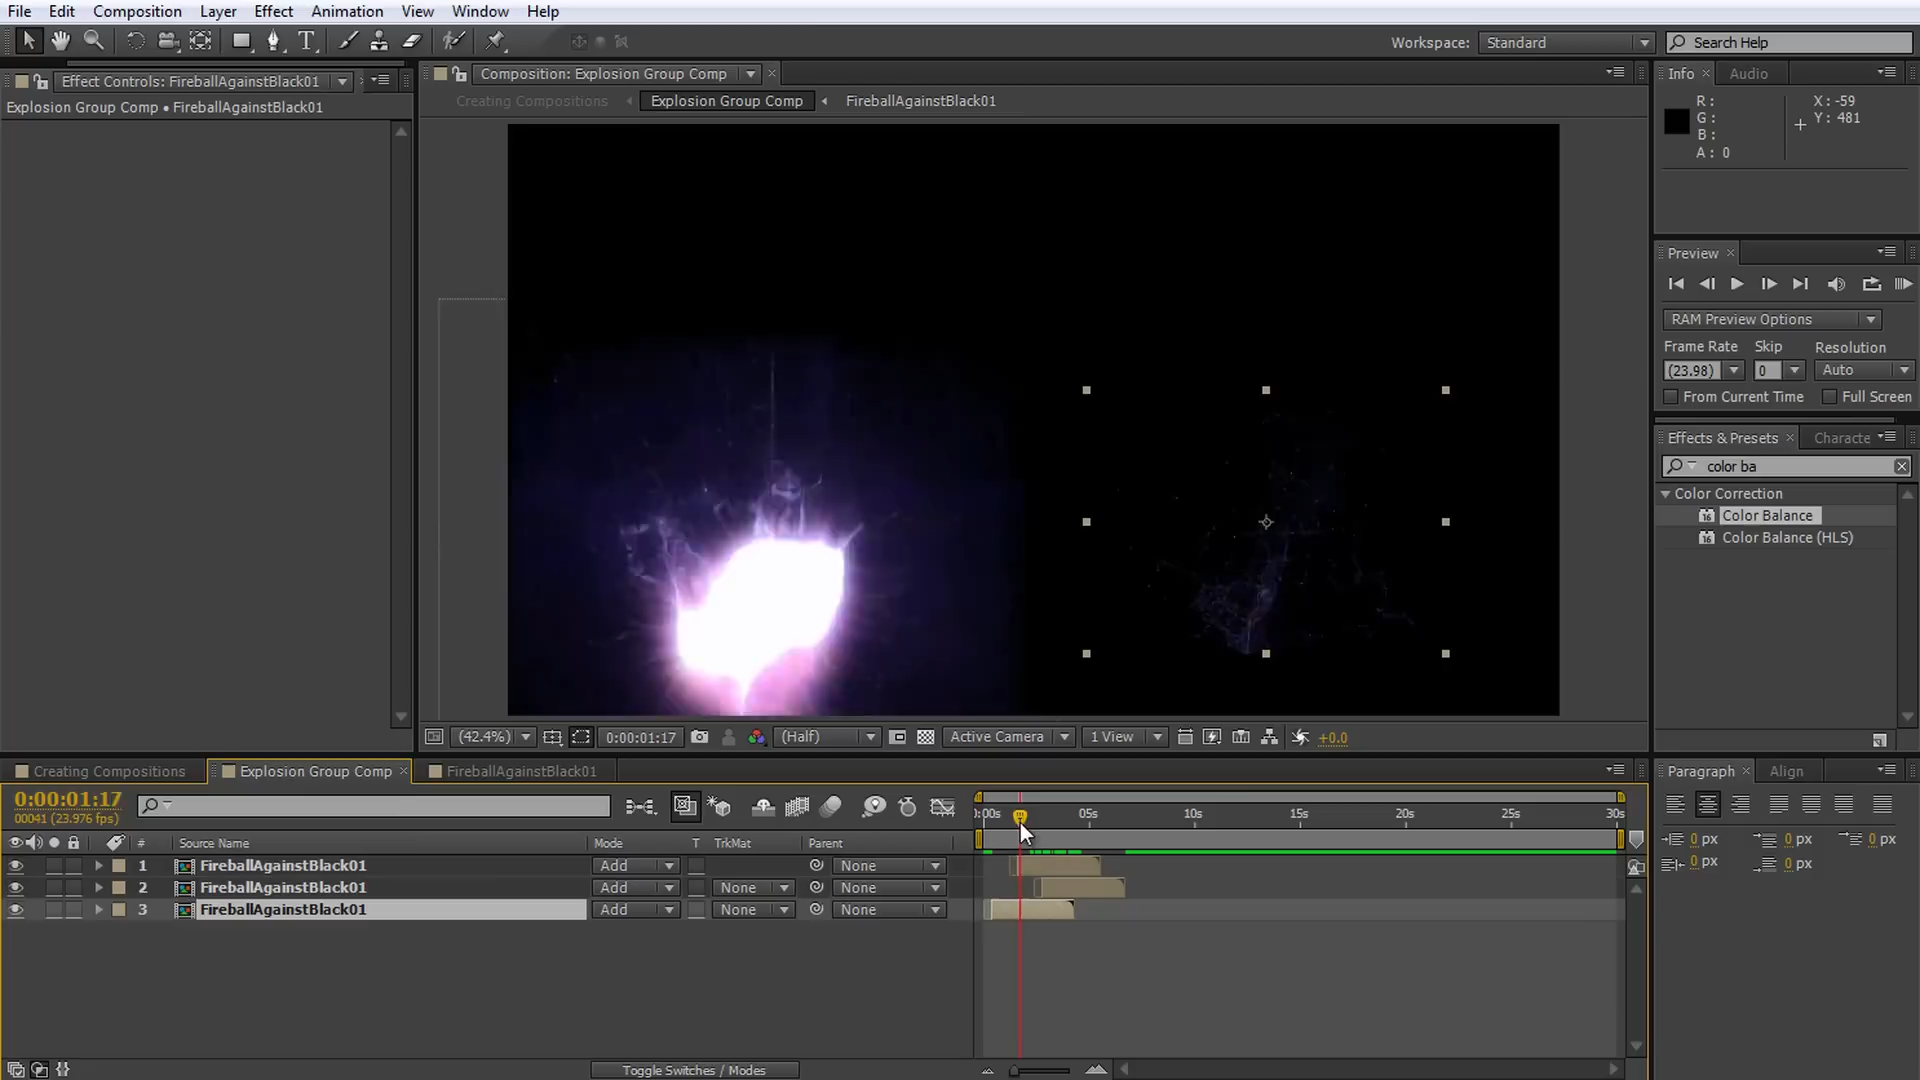 File Edit Composition Layer Effect Animation View Window Help
Workspace: Standard Search Help
Effect Controls: FireballAgainstBlack01
Explosion Group Comp • FireballAgainstBlack01
Composition: Explosion Group Comp
Creating Compositions Explosion Group Comp FireballAgainstBlack01
Info Audio
R: X: -59
G: Y: 481
B:
A: 0
Preview
RAM Preview Options
Frame Rate Skip Resolution
(23.98) 0 Auto
From Current Time Full Screen
Effects & Presets Characte
color ba
Color Correction
Color Balance
Color Balance (HLS)
(42.4%) 0:00:01:17 (Half) Active Camera 1 View +0.0
Creating Compositions Explosion Group Comp FireballAgainstBlack01
0:00:01:17
00041 (23.976 fps)
):00s 05s 10s 15s 20s 25s 30s
# Source Name Mode T TrkMat Parent
1 FireballAgainstBlack01 Add None
2 FireballAgainstBlack01 Add None None
3 FireballAgainstBlack01 Add None None
Toggle Switches / Modes
Paragraph Align
0 px 0 px 0 px
0 px 0 px